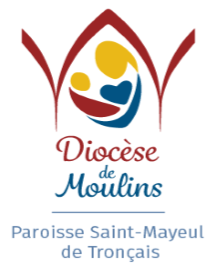 Diocèse
de
Moulins
Paroisse Saint-Mayeul
de Tronçais